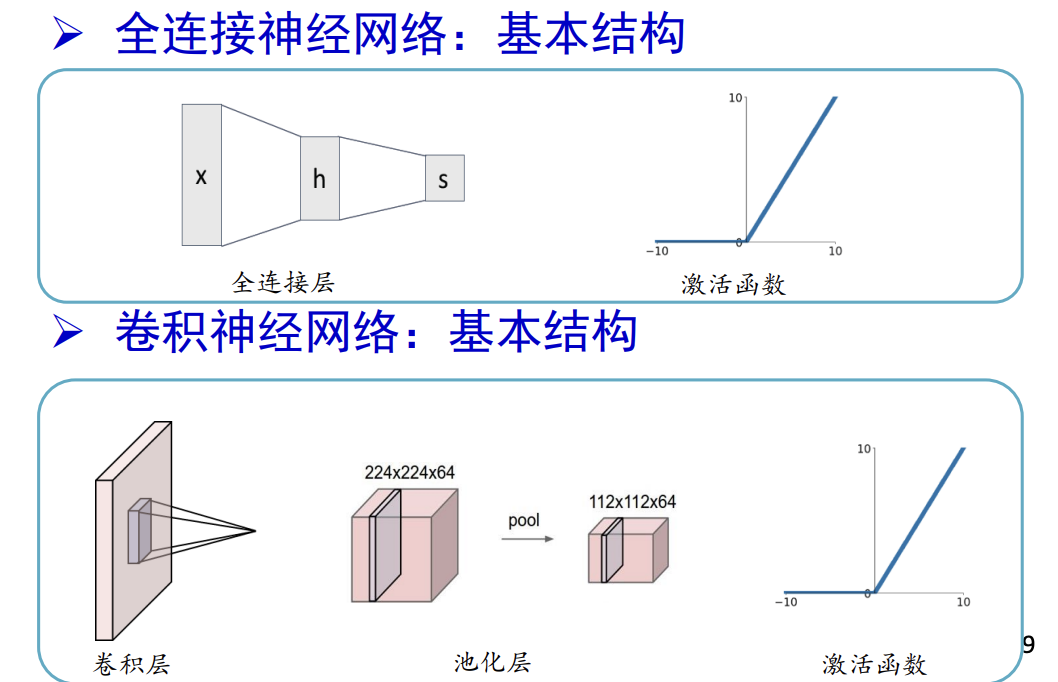 ➢ 全连接神经网络：基本结构
x
h
s
全连接层
10
0
−10
10
激活函数
➢ 卷积神经网络：基本结构
卷积层
224x224x64
pool
112x112x64
池化层
10
0
−10
10
激活函数
9